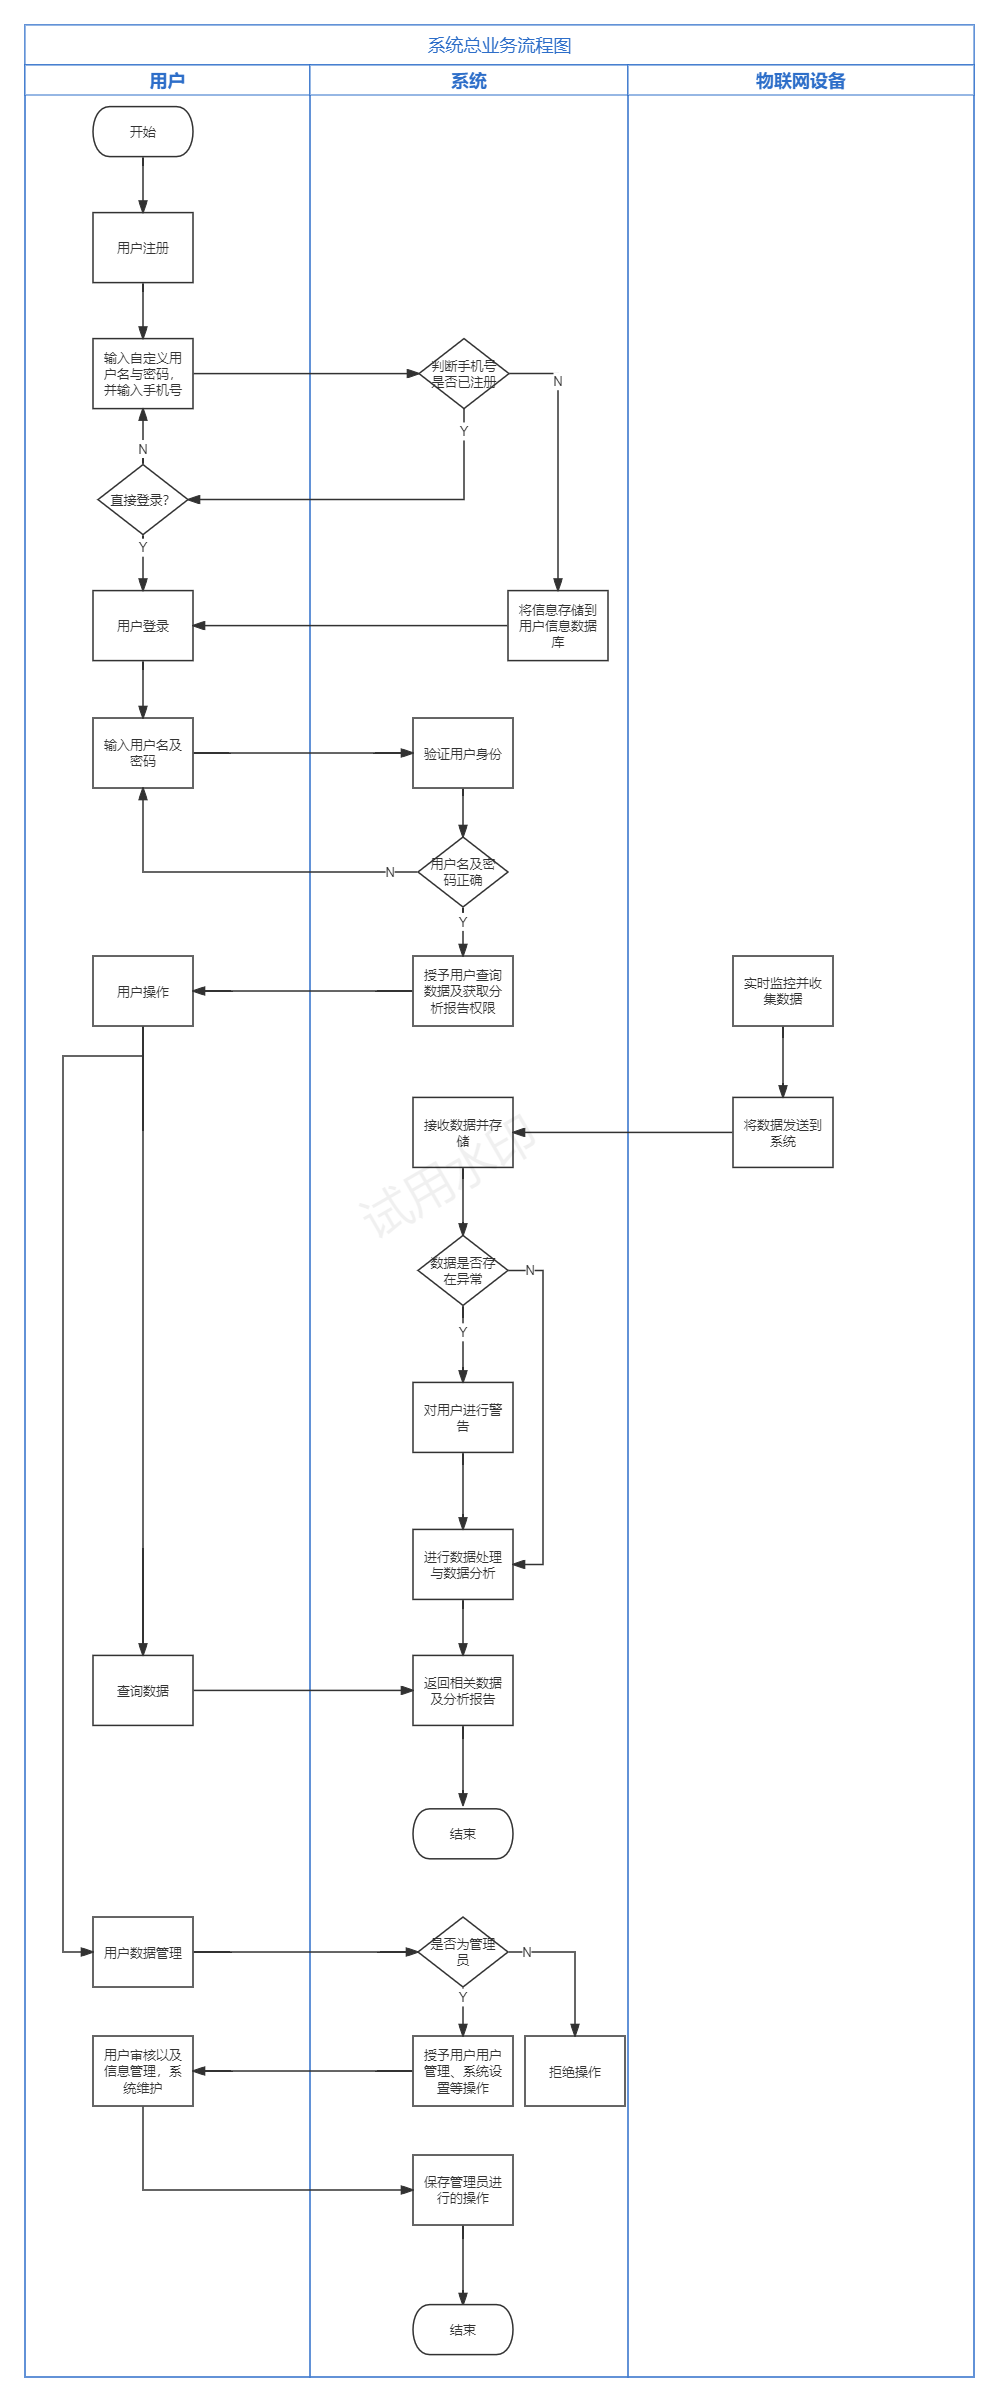 系统总业务流程图
用户
系统
物联网设备
开始
用户注册
输入自定义用
户名与密码，
并输入手机号
判断手机号
是否已注册
N
Y
N
直接登录？
Y
用户登录
将信息存储到
用户信息数据
库
输入用户名及
密码
验证用户身份
用户名及密
码正确
N
Y
用户操作
授予用户查询
数据及获取分
析报告权限
实时监控并收
集数据
接收数据并存
储
将数据发送到
系统
试用水印
数据是否存
在异常
N
Y
对用户进行警
告
进行数据处理
与数据分析
查询数据
返回相关数据
及分析报告
结束
用户数据管理
是否为管理
员
N
Y
用户审核以及
信息管理，系
统维护
授予用户用户
管理、系统设
置等操作
拒绝操作
保存管理员进
行的操作
结束